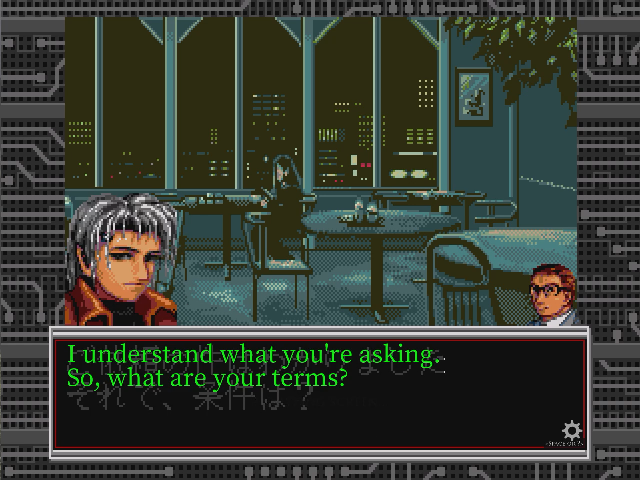 I understand what you're asking.
So, what are your terms?
それで、条件は？